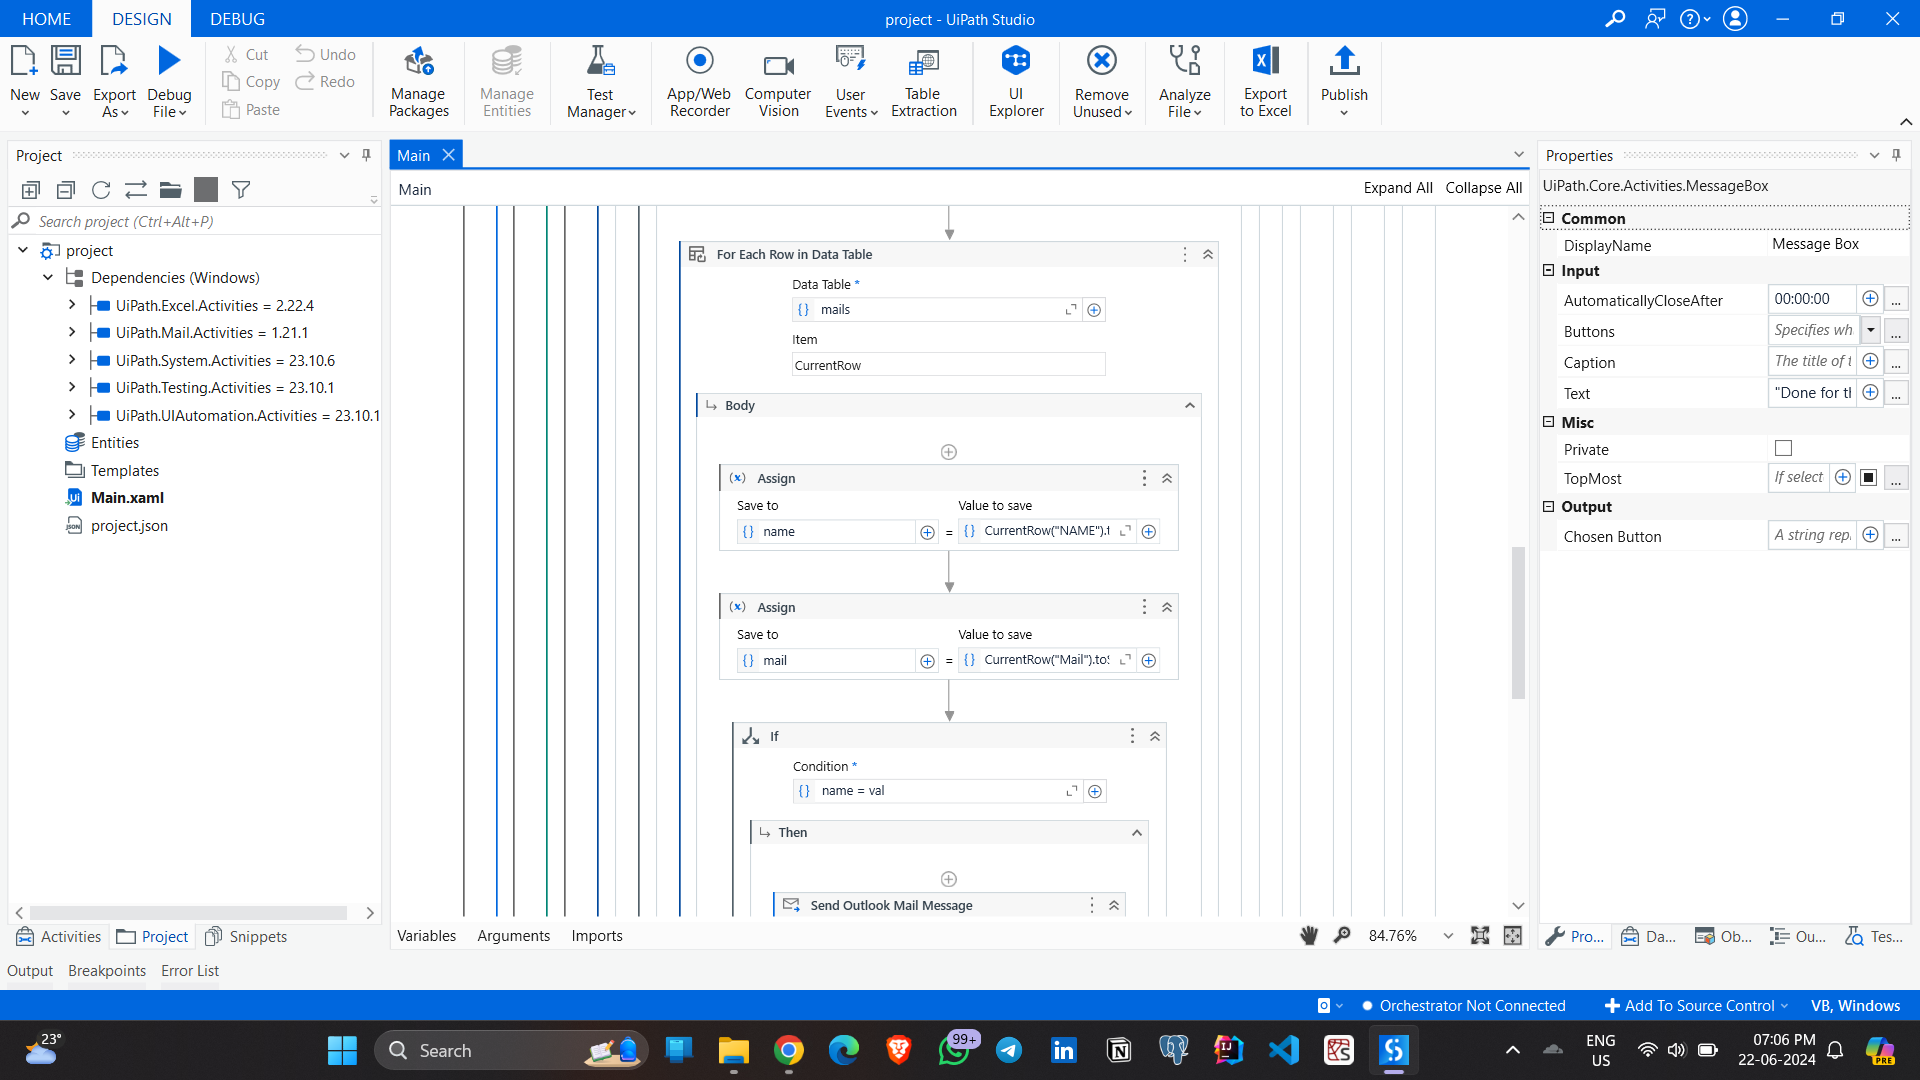 HOME DESIGN DEBUG project - UiPath Studio
New Save Export As Debug File Cut Copy Paste Undo Redo Manage Packages Manage Entities Test Manager App/Web Recorder Computer Vision User Events Table Extraction UI Explorer Remove Unused Analyze File Export to Excel Publish
Project
Search project (Ctrl+Alt+P)
project
Dependencies (Windows)
UiPath.Excel.Activities = 2.22.4
UiPath.Mail.Activities = 1.21.1
UiPath.System.Activities = 23.10.6
UiPath.Testing.Activities = 23.10.1
UiPath.UIAutomation.Activities = 23.10.1
Entities
Templates
Main.xaml
project.json
Activities Project Snippets
Main
Main Expand All Collapse All
For Each Row in Data Table
Data Table *
mails
Item
CurrentRow
Body
Assign
Save to Value to save
name = CurrentRow("NAME").t
Assign
Save to Value to save
mail = CurrentRow("Mail").toS
If
Condition *
name = val
Then
Send Outlook Mail Message
Variables Arguments Imports 84.76%
Properties
UiPath.Core.Activities.MessageBox
Common
DisplayName Message Box
Input
AutomaticallyCloseAfter 00:00:00 ...
Buttons Specifies wh ...
Caption The title of t ...
Text "Done for th ...
Misc
Private
TopMost If select ...
Output
Chosen Button A string rep ...
Pro... Da... Ob... Ou... Tes...
Output Breakpoints Error List
Orchestrator Not Connected Add To Source Control VB, Windows
23° Search 99+ ENG US 07:06 PM 22-06-2024 PRE